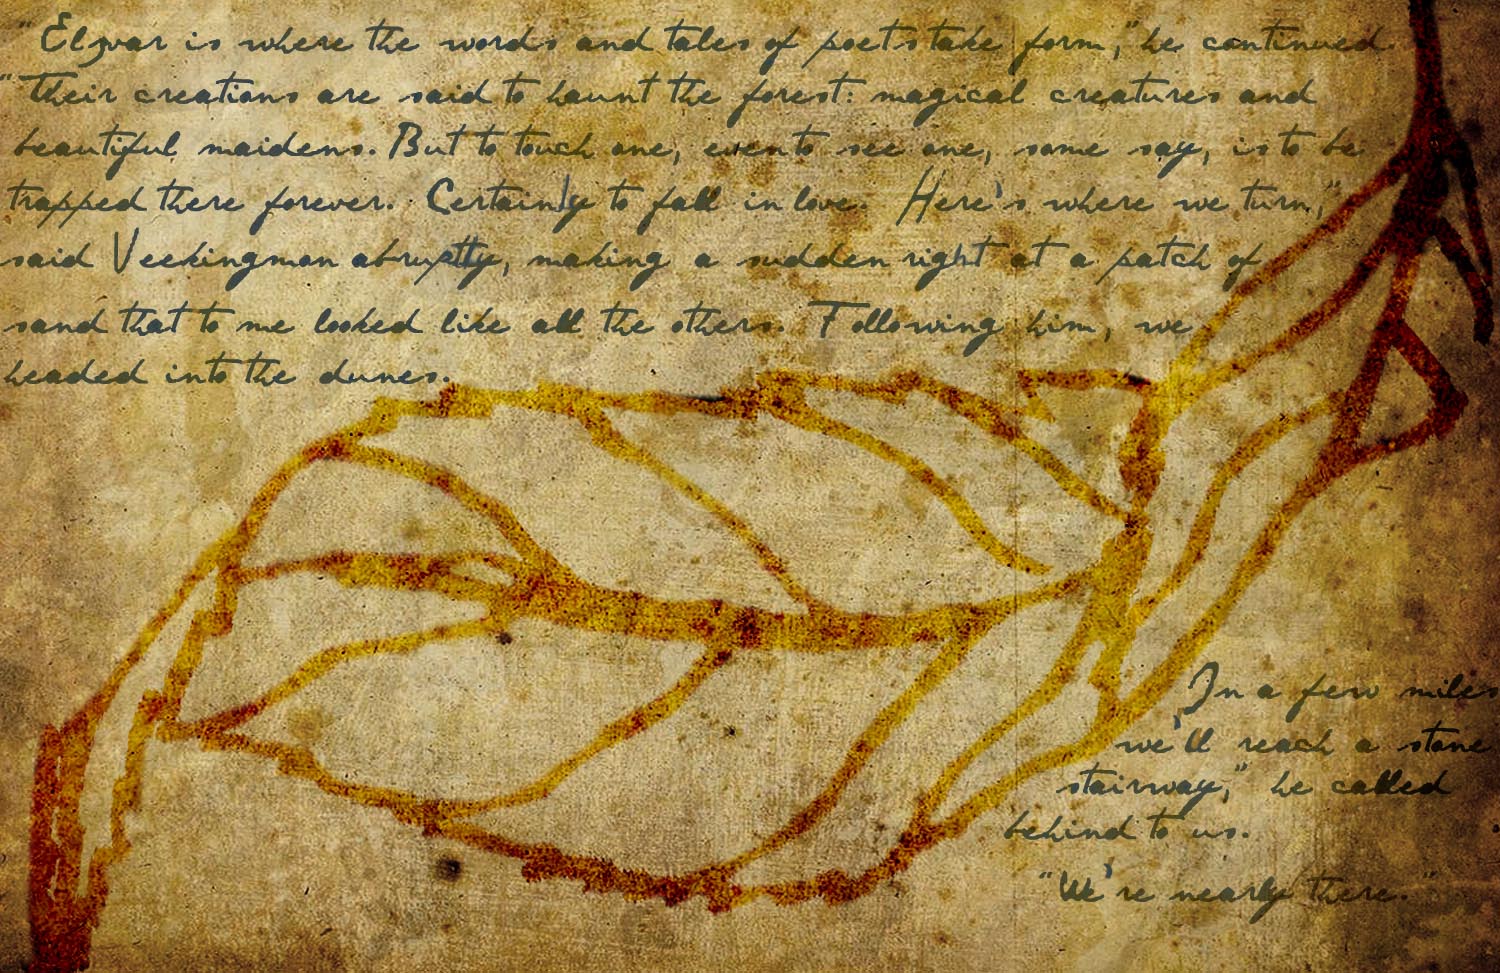 "Elzvar is where the words and tales of poets take form," he continued.
"Their creations are said to haunt the forest: magical creatures and
beautiful maidens. But to touch one, even to see one, some say, is to be
trapped there forever. Certainly to fall in love. Here's where we turn,"
said Veekingman abruptly, making a sudden right at a patch of
sand that to me looked like all the others. Following him, we
headed into the dunes.
In a few miles
we'll reach a stone
stairway," he called
behind to us.
"We're nearly there."